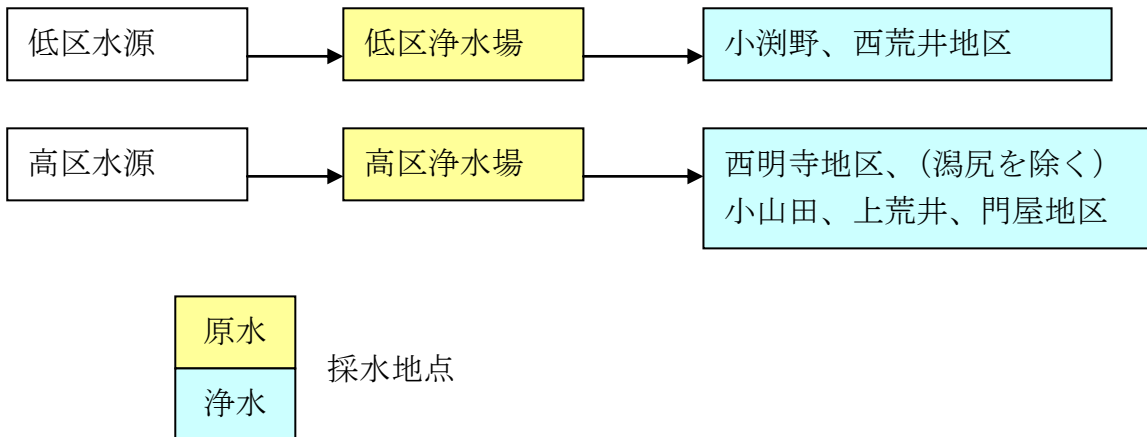 低区水源
低区浄水場
小渕野、西荒井地区
高区水源
高区浄水場
西明寺地区、（潟尻を除く）
小山田、上荒井、門屋地区
原水
採水地点
浄水